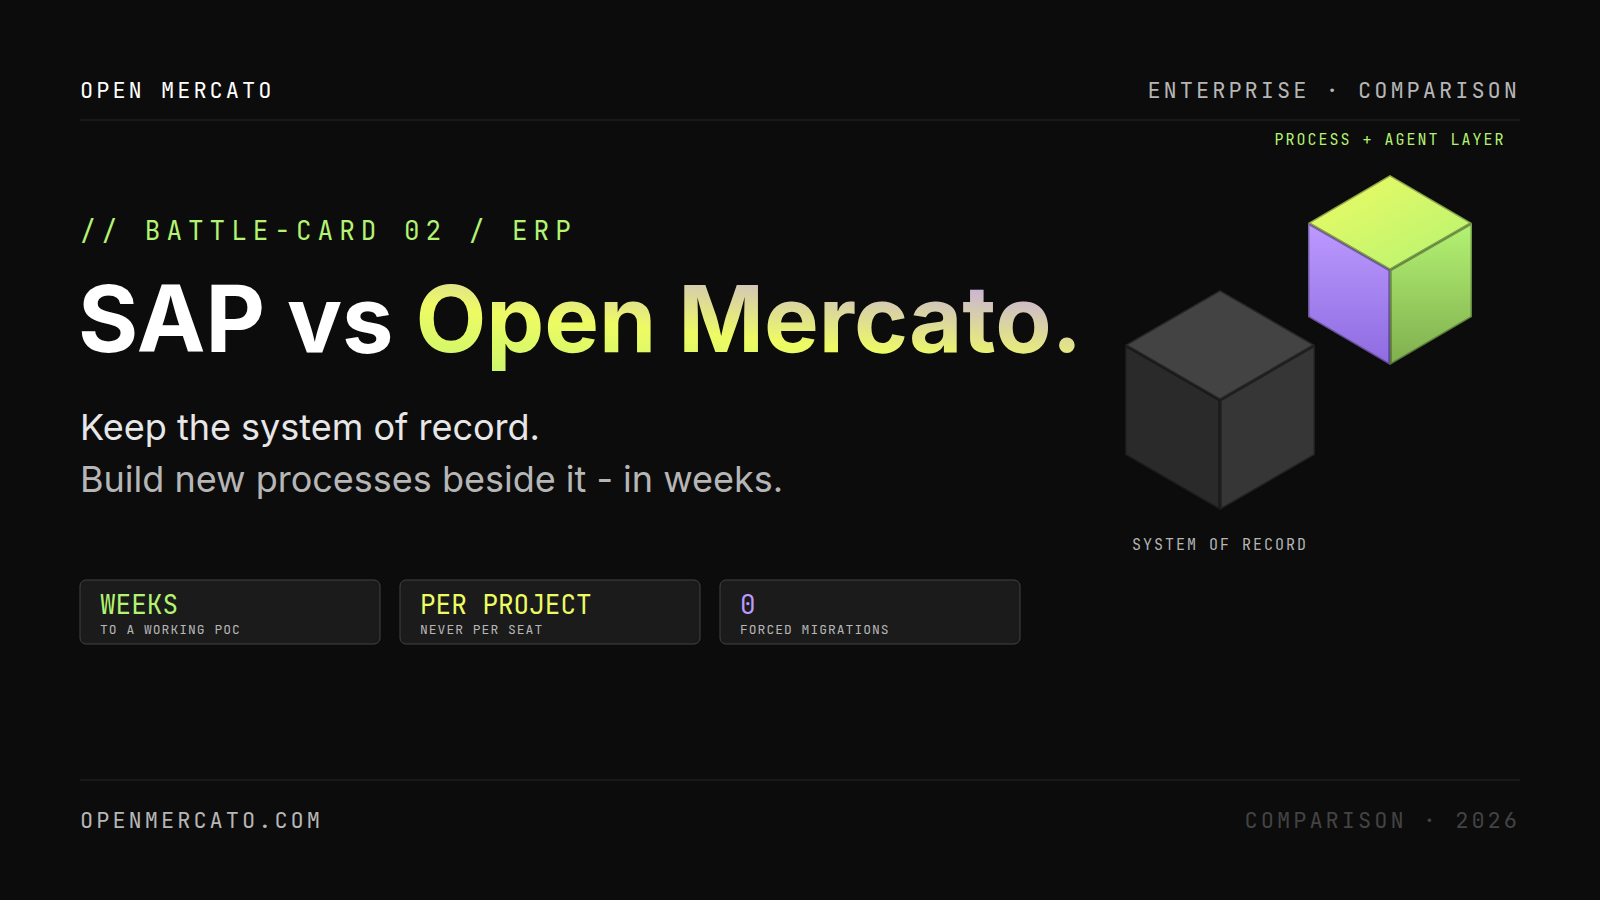 OPEN MERCATO
ENTERPRISE · COMPARISON
PROCESS + AGENT LAYER
// BATTLE-CARD 02 / ERP
SAP vs Open Mercato.
Keep the system of record.
Build new processes beside it - in weeks.
SYSTEM OF RECORD
WEEKS
TO A WORKING POC
PER PROJECT
NEVER PER SEAT
0
FORCED MIGRATIONS
OPENMERCATO.COM
COMPARISON · 2026